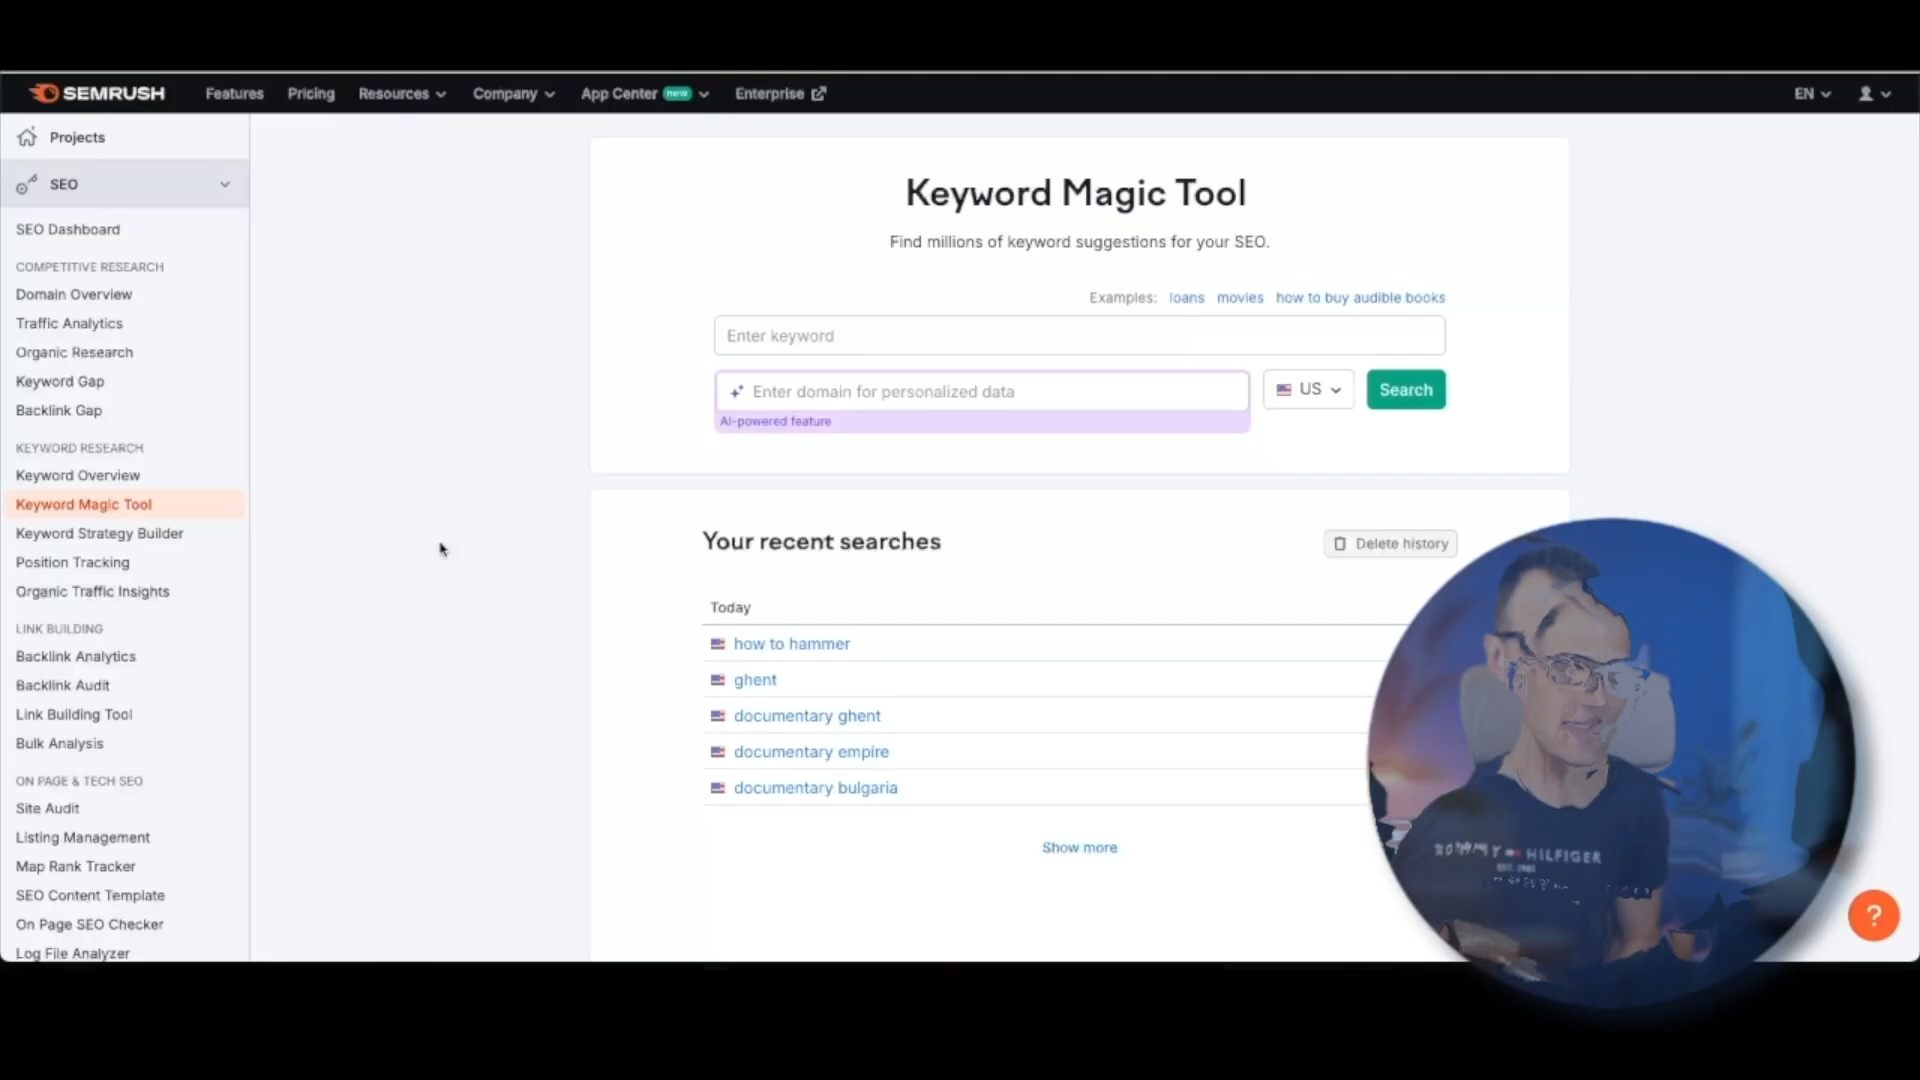 SEMRUSH
Features
Pricing
Resources
Company
App Center new
Enterprise
EN
Projects
SEO
SEO Dashboard
COMPETITIVE RESEARCH
Domain Overview
Traffic Analytics
Organic Research
Keyword Gap
Backlink Gap
KEYWORD RESEARCH
Keyword Overview
Keyword Magic Tool
Keyword Strategy Builder
Position Tracking
Organic Traffic Insights
LINK BUILDING
Backlink Analytics
Backlink Audit
Link Building Tool
Bulk Analysis
ON PAGE & TECH SEO
Site Audit
Listing Management
Map Rank Tracker
SEO Content Template
On Page SEO Checker
Log File Analyzer
Keyword Magic Tool
Find millions of keyword suggestions for your SEO.
Examples: loans movies how to buy audible books
Enter keyword
Enter domain for personalized data
US
Search
AI-powered feature
Your recent searches
Delete history
Today
how to hammer
ghent
documentary ghent
documentary empire
documentary bulgaria
Show more
HILFIGER
?